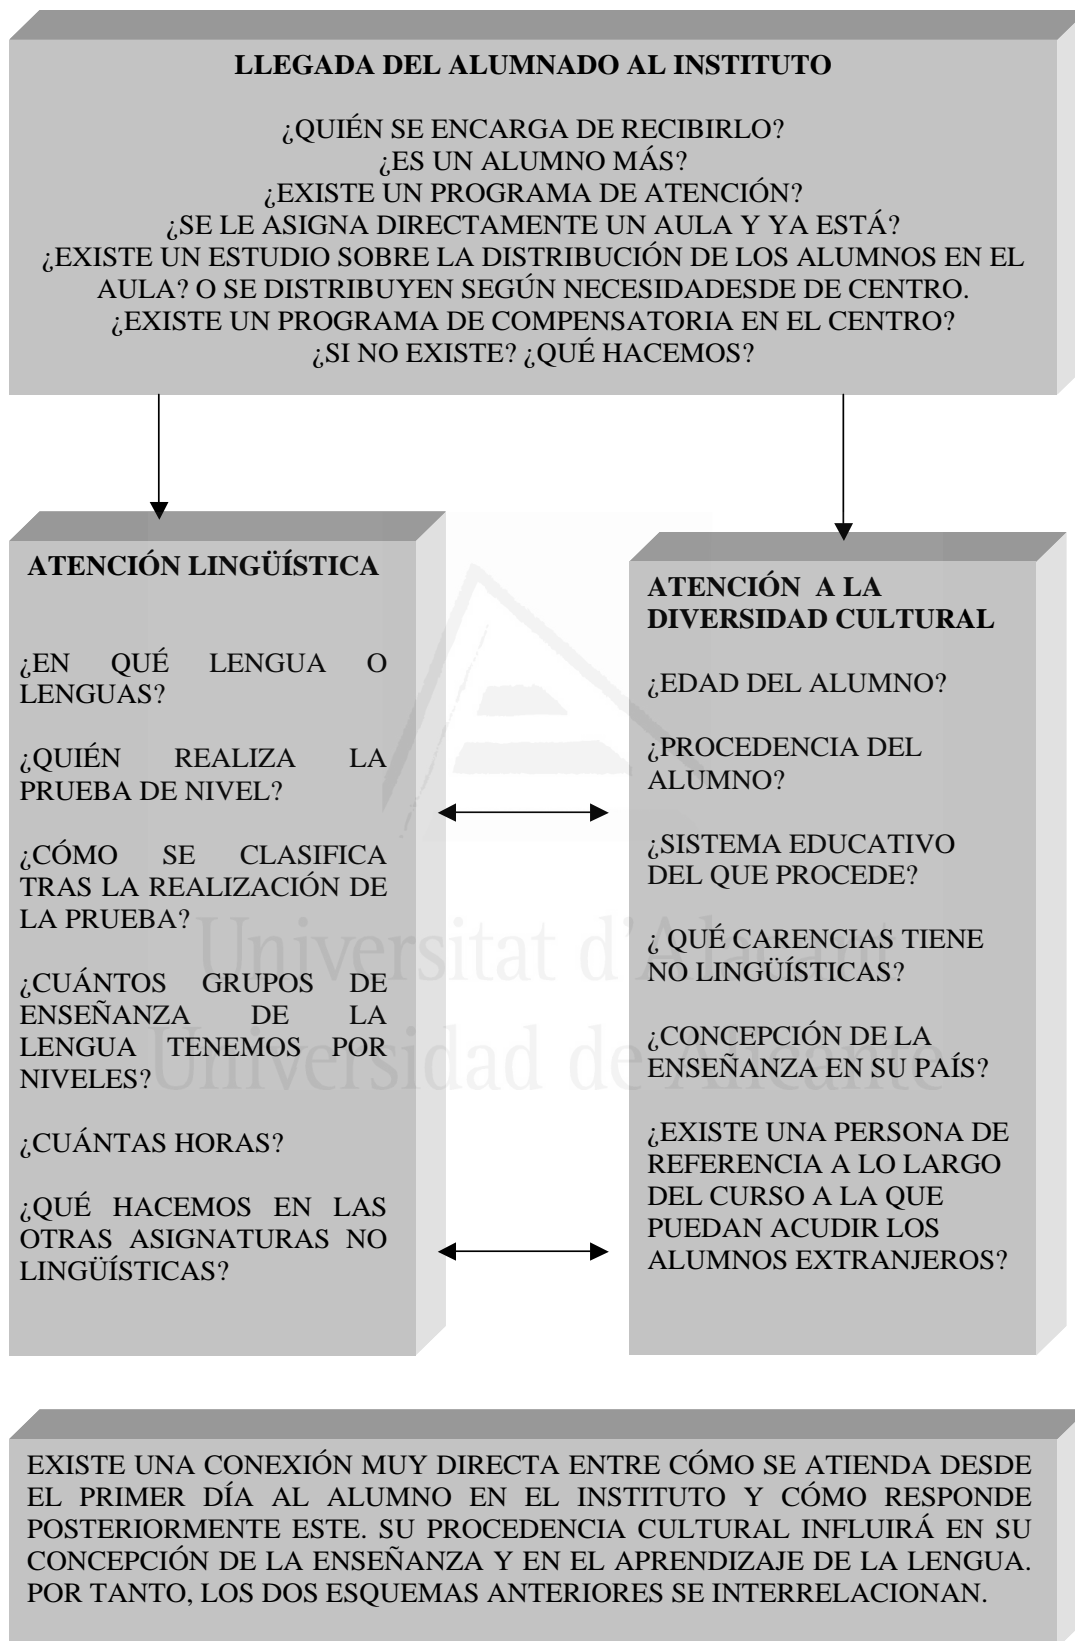 LLEGADA DEL ALUMNADO AL INSTITUTO
¿QUIÉN SE ENCARGA DE RECIBIRLO?
¿ES UN ALUMNO MÁS?
¿EXISTE UN PROGRAMA DE ATENCIÓN?
¿SE LE ASIGNA DIRECTAMENTE UN AULA Y YA ESTÁ?
¿EXISTE UN ESTUDIO SOBRE LA DISTRIBUCIÓN DE LOS ALUMNOS EN EL
AULA? O SE DISTRIBUYEN SEGÚN NECESIDADESDE DE CENTRO.
¿EXISTE UN PROGRAMA DE COMPENSATORIA EN EL CENTRO?
¿SI NO EXISTE? ¿QUÉ HACEMOS?
ATENCIÓN LINGÜÍSTICA
¿EN QUÉ LENGUA O
LENGUAS?
¿QUIÉN REALIZA LA
PRUEBA DE NIVEL?
¿CÓMO SE CLASIFICA
TRAS LA REALIZACIÓN DE
LA PRUEBA?
¿CUÁNTOS GRUPOS DE
ENSEÑANZA DE LA
LENGUA TENEMOS POR
NIVELES?
¿CUÁNTAS HORAS?
¿QUÉ HACEMOS EN LAS
OTRAS ASIGNATURAS NO
LINGÜÍSTICAS?
ATENCIÓN A LA
DIVERSIDAD CULTURAL
¿EDAD DEL ALUMNO?
¿PROCEDENCIA DEL
ALUMNO?
¿SISTEMA EDUCATIVO
DEL QUE PROCEDE?
¿ QUÉ CARENCIAS TIENE
NO LINGÜÍSTICAS?
¿CONCEPCIÓN DE LA
ENSEÑANZA EN SU PAÍS?
¿EXISTE UNA PERSONA DE
REFERENCIA A LO LARGO
DEL CURSO A LA QUE
PUEDAN ACUDIR LOS
ALUMNOS EXTRANJEROS?
Universitat d'Alacant
Universidad de Alicante
EXISTE UNA CONEXIÓN MUY DIRECTA ENTRE CÓMO SE ATIENDA DESDE
EL PRIMER DÍA AL ALUMNO EN EL INSTITUTO Y CÓMO RESPONDE
POSTERIORMENTE ESTE. SU PROCEDENCIA CULTURAL INFLUIRÁ EN SU
CONCEPCIÓN DE LA ENSEÑANZA Y EN EL APRENDIZAJE DE LA LENGUA.
POR TANTO, LOS DOS ESQUEMAS ANTERIORES SE INTERRELACIONAN.